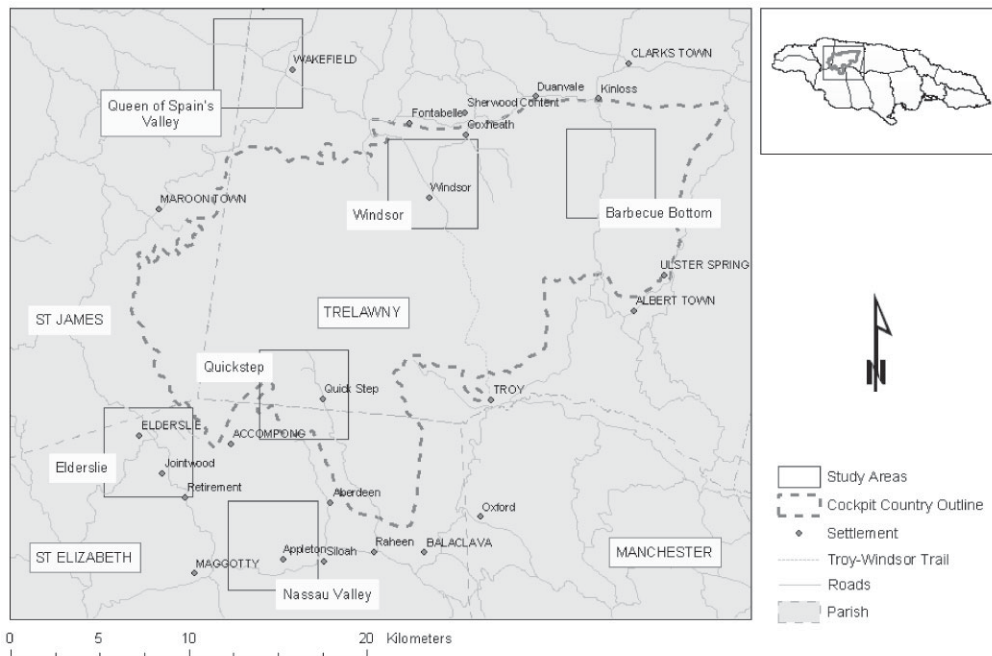 CLARKS TOWN
WAKEFIELD
Duanvale
Kinloss
Queen of Spain's
Valley
Sherwood Content
Fontabelle
Coxheath
Windsor
MAROON TOWN
Windsor
Barbecue Bottom
ULSTER SPRING
ALBERT TOWN
ST JAMES
TRELAWNY
Quickstep
Quick Step
TROY
ELDERSLIE
ACCOMPONG
Elderslie
Jointwood
Retirement
Aberdeen
Oxford
ST ELIZABETH
MAGGOTTY
Appleton
Siloah
Raheen
BALACLAVA
MANCHESTER
Nassau Valley
N
Study Areas
Cockpit Country Outline
Settlement
Troy-Windsor Trail
Roads
Parish
0 5 10 20 Kilometers